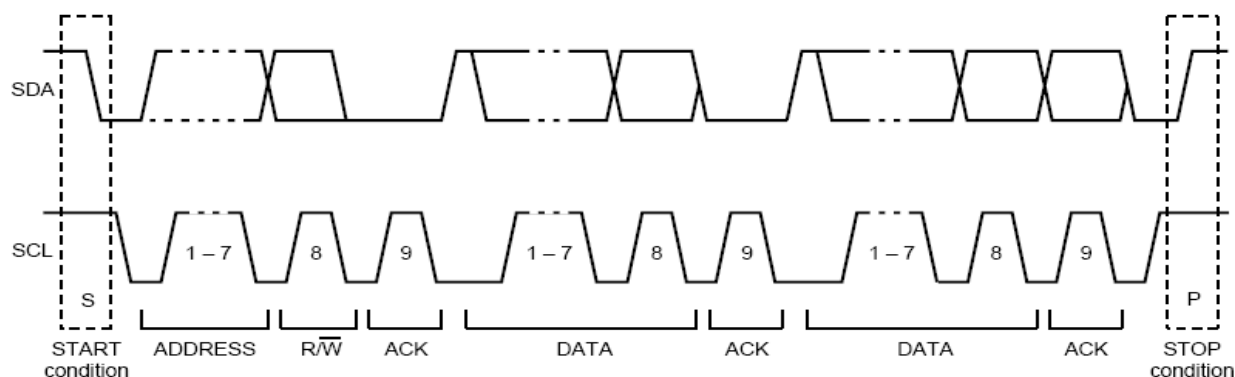 SDA
SCL
1 – 7
8
9
1 – 7
8
9
1 – 7
8
9
S
P
START
condition
ADDRESS
R/W̅
ACK
DATA
ACK
DATA
ACK
STOP
condition